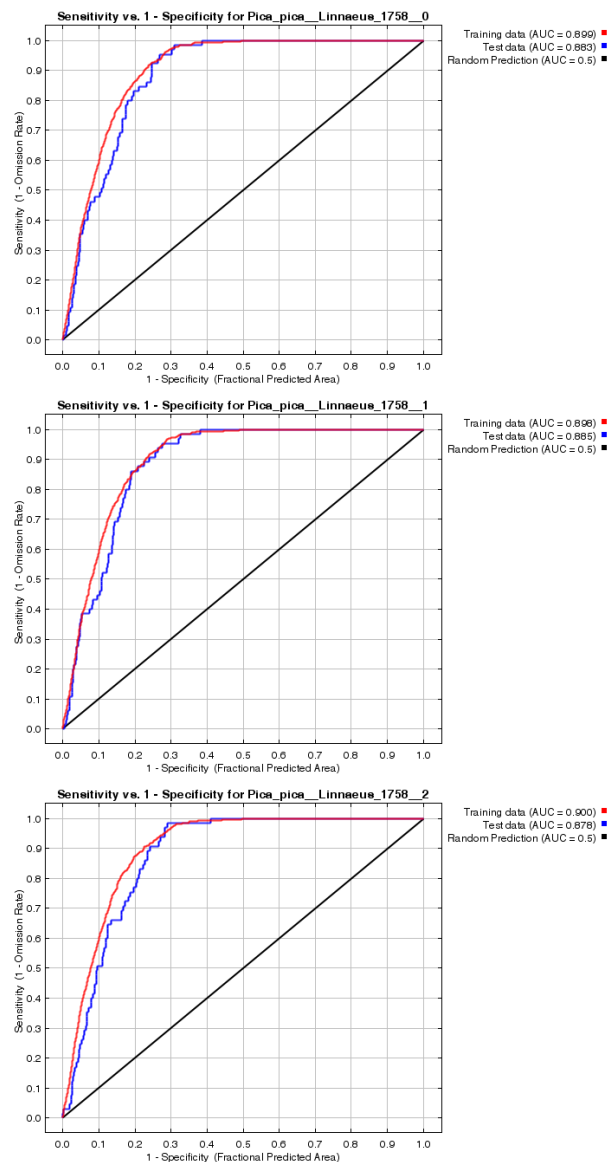 Sensitivity vs. 1 - Specificity for Pica_pica__Linnaeus_1758__0
Training data (AUC = 0.899)
Test data (AUC = 0.883)
Random Prediction (AUC = 0.5)
Sensitivity (1 - Omission Rate)
1.0
0.9
0.8
0.7
0.6
0.5
0.4
0.3
0.2
0.1
0.0
0.0 0.1 0.2 0.3 0.4 0.5 0.6 0.7 0.8 0.9 1.0
1 - Specificity (Fractional Predicted Area)
Sensitivity vs. 1 - Specificity for Pica_pica__Linnaeus_1758__1
Training data (AUC = 0.898)
Test data (AUC = 0.885)
Random Prediction (AUC = 0.5)
Sensitivity (1 - Omission Rate)
1.0
0.9
0.8
0.7
0.6
0.5
0.4
0.3
0.2
0.1
0.0
0.0 0.1 0.2 0.3 0.4 0.5 0.6 0.7 0.8 0.9 1.0
1 - Specificity (Fractional Predicted Area)
Sensitivity vs. 1 - Specificity for Pica_pica__Linnaeus_1758__2
Training data (AUC = 0.900)
Test data (AUC = 0.878)
Random Prediction (AUC = 0.5)
Sensitivity (1 - Omission Rate)
1.0
0.9
0.8
0.7
0.6
0.5
0.4
0.3
0.2
0.1
0.0
0.0 0.1 0.2 0.3 0.4 0.5 0.6 0.7 0.8 0.9 1.0
1 - Specificity (Fractional Predicted Area)